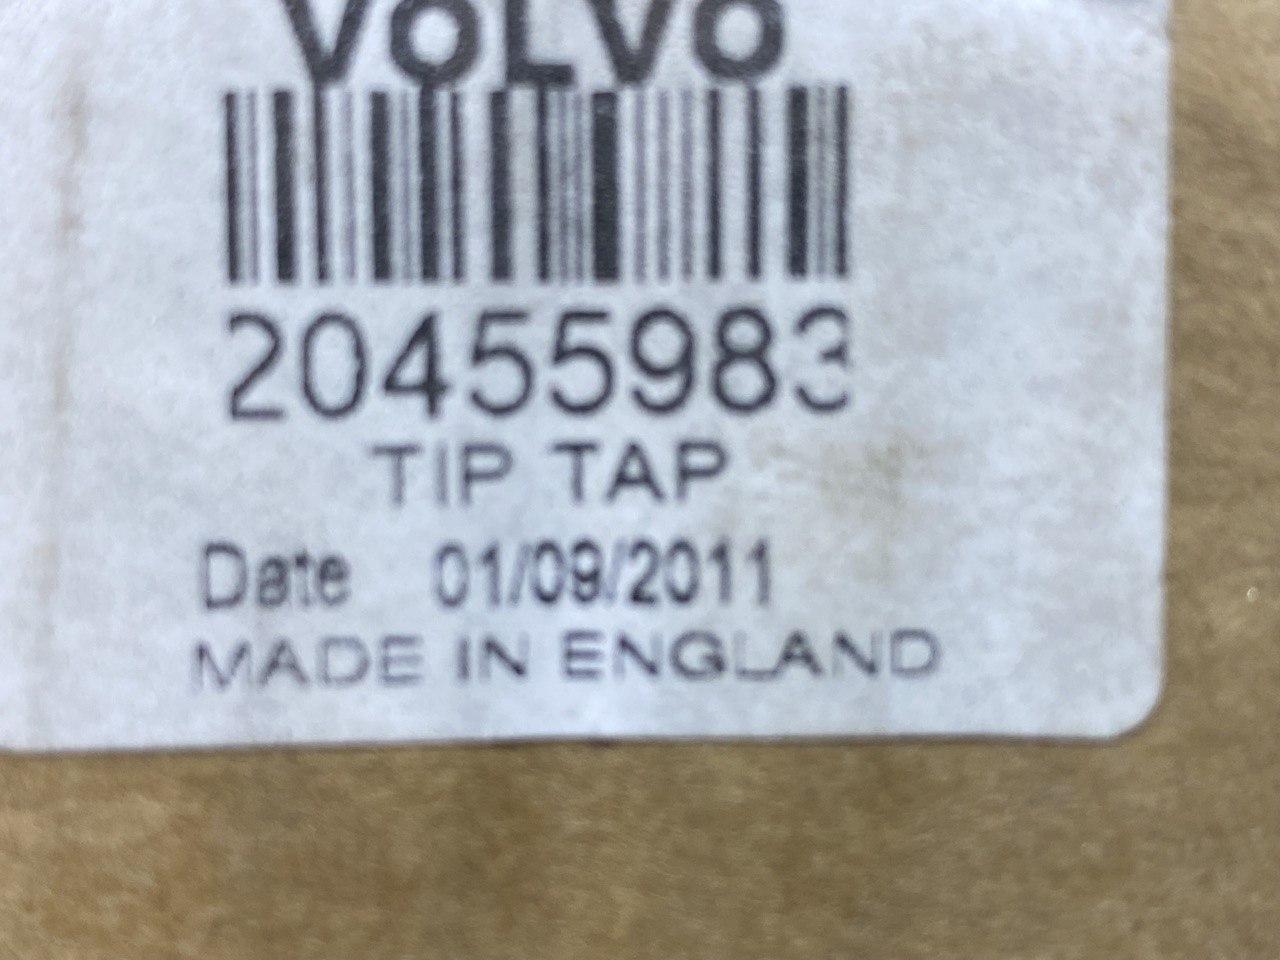 VOLVO
20455983
TIP TAP
Date 01/09/2011
MADE IN ENGLAND